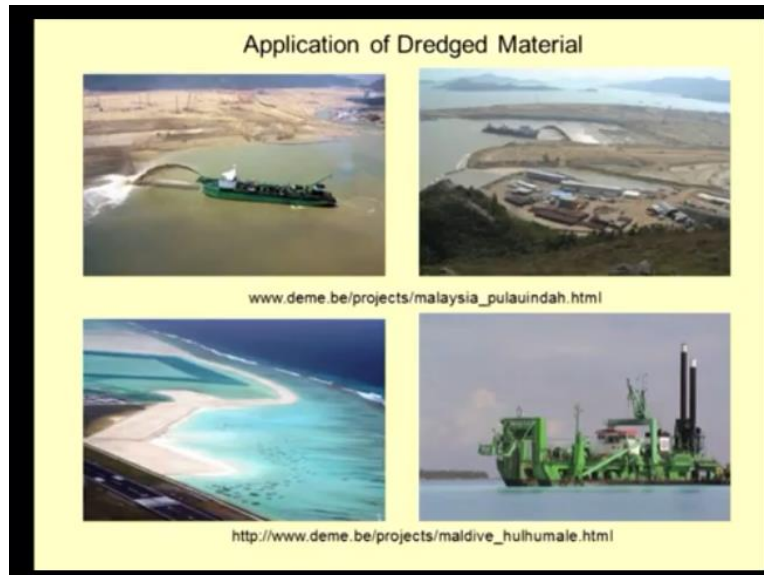 Application of Dredged Material
www.deme.be/projects/malaysia_pulauindah.html
http://www.deme.be/projects/maldive_hulhumale.html